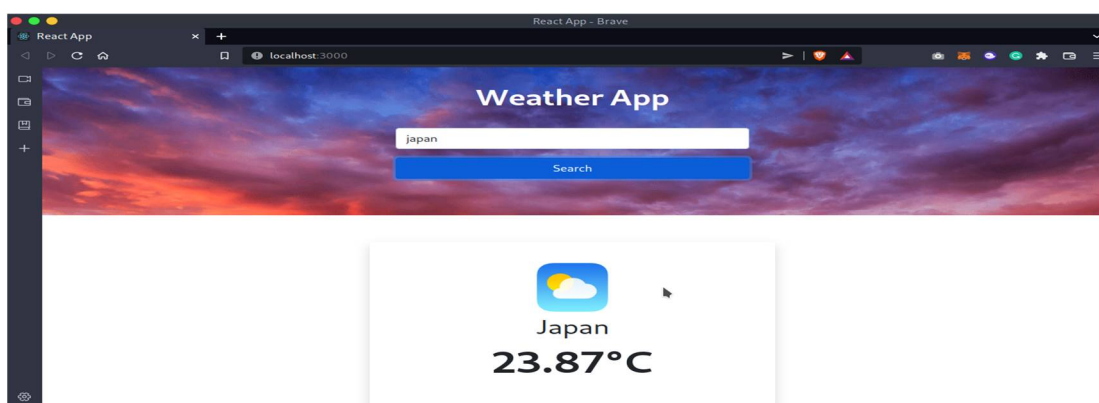 React App - Brave
React App
localhost:3000
Weather App
japan
Search
Japan
23.87°C